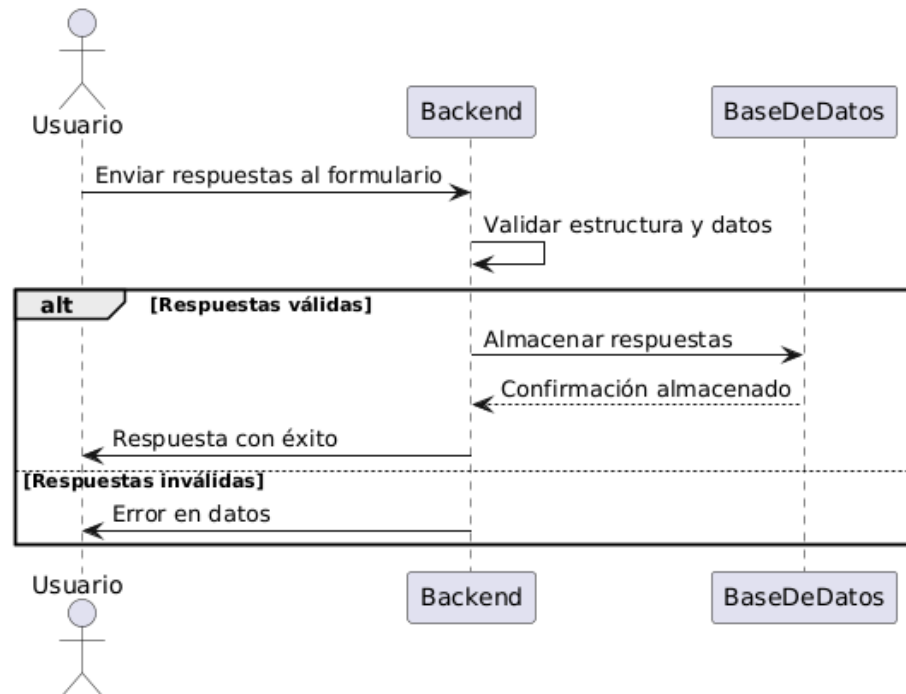 Usuario
Backend
BaseDeDatos
Enviar respuestas al formulario
Validar estructura y datos
alt
[Respuestas válidas]
Almacenar respuestas
Confirmación almacenado
Respuesta con éxito
[Respuestas inválidas]
Error en datos
Usuario
Backend
BaseDeDatos